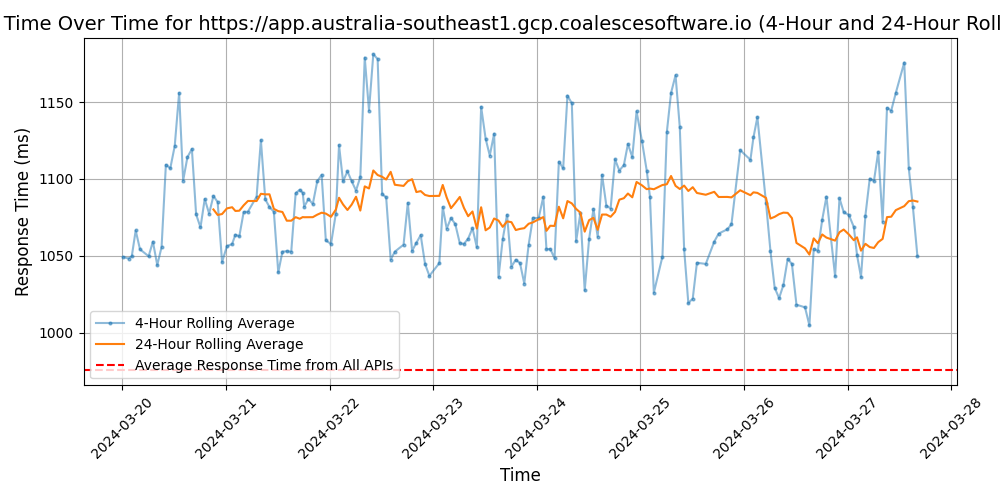 Time Over Time for https://app.australia-southeast1.gcp.coalescesoftware.io (4-Hour and 24-Hour Roll
Response Time (ms)
1150
1100
1050
1000
4-Hour Rolling Average
24-Hour Rolling Average
Average Response Time from All APIs
2024-03-20
2024-03-21
2024-03-22
2024-03-23
2024-03-24
2024-03-25
2024-03-26
2024-03-27
2024-03-28
Time